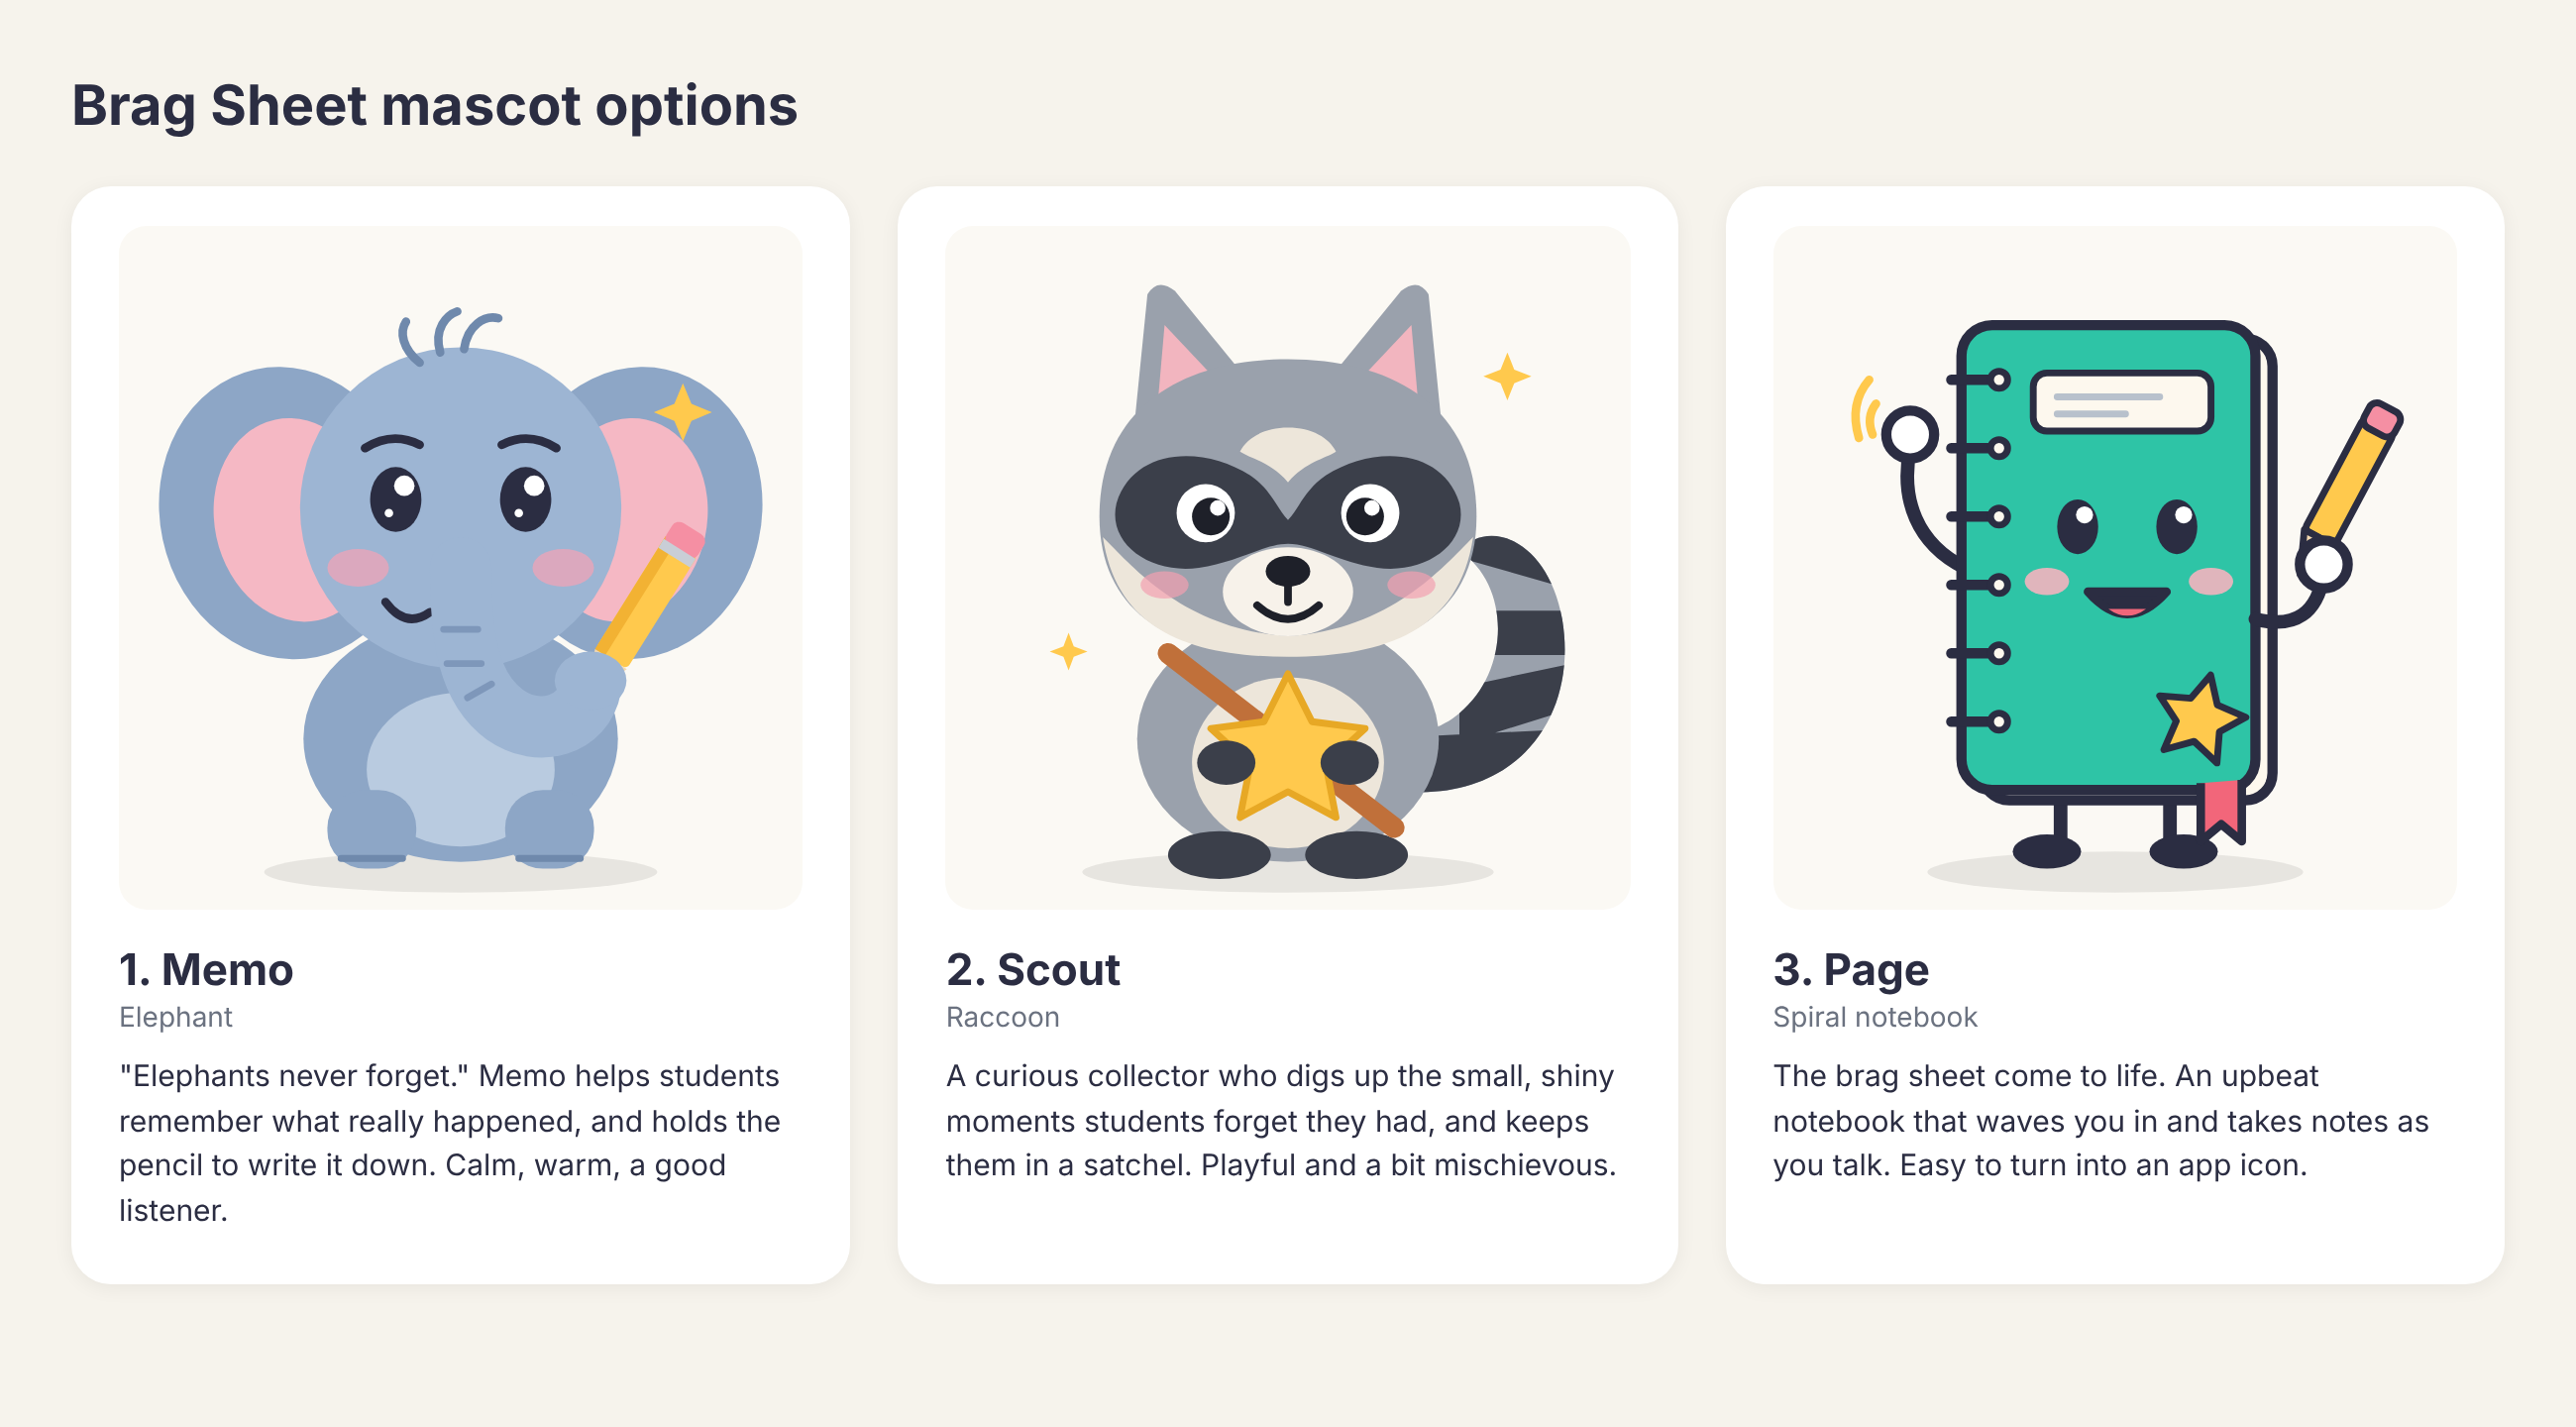 Brag Sheet mascot options
1. Memo
Elephant
"Elephants never forget." Memo helps students
remember what really happened, and holds the
pencil to write it down. Calm, warm, a good
listener.
2. Scout
Raccoon
A curious collector who digs up the small, shiny
moments students forget they had, and keeps
them in a satchel. Playful and a bit mischievous.
3. Page
Spiral notebook
The brag sheet come to life. An upbeat
notebook that waves you in and takes notes as
you talk. Easy to turn into an app icon.